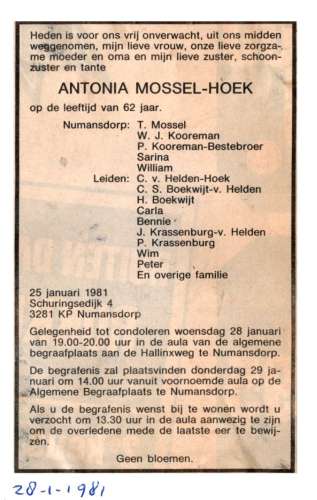 Heden is voor ons vrij onverwacht, uit ons midden
weggenomen, mijn lieve vrouw, onze lieve zorgza-
me moeder en oma en mijn lieve zuster, schoon-
zuster en tante
ANTONIA MOSSEL-HOEK
op de leeftijd van 62 jaar.
Numansdorp: T. Mossel
W. J. Kooreman
P. Kooreman-Bestebroer
Sarina
William
Leiden: C. v. Helden-Hoek
C. S. Boekwijt-v. Helden
H. Boekwijt
Carla
Bennie
J. Krassenburg-v. Helden
P. Krassenburg
Wim
Peter
En overige familie
25 januari 1981
Schuringsedijk 4
3281 KP Numansdorp
Gelegenheid tot condoleren woensdag 28 januari
van 19.00-20.00 uur in de aula van de algemene
begraafplaats aan de Hallinxweg te Numansdorp.
De begrafenis zal plaatsvinden donderdag 29 ja-
nuari om 14.00 uur vanuit voornoemde aula op de
Algemene Begraafplaats te Numansdorp.
Als u de begrafenis wenst bij te wonen wordt u
verzocht om 13.30 uur in de aula aanwezig te zijn
om de overledene mede de laatste eer te bewij-
zen.
Geen bloemen.
28-1-1981